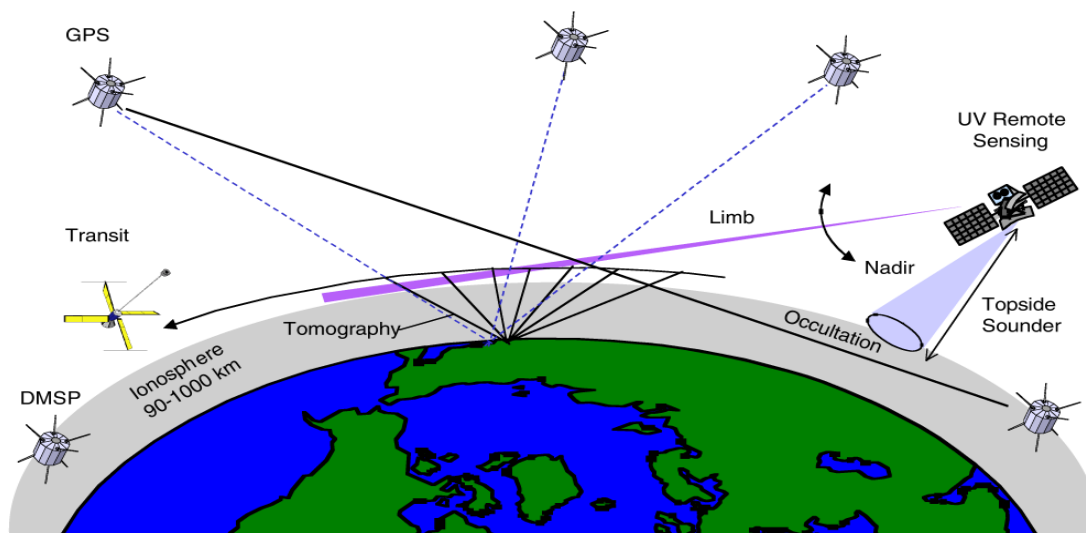 GPS
UV Remote
Sensing
Limb
Transit
Nadir
Topside
Sounder
Tomography
Occultation
Ionosphere
90-1000 km
DMSP